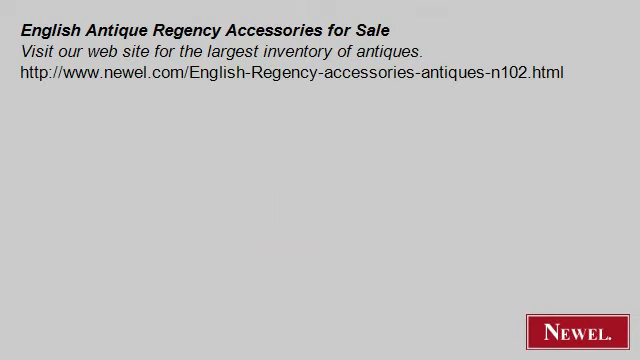 English Antique Regency Accessories for Sale
Visit our web site for the largest inventory of antiques.
http://www.newel.com/English-Regency-accessories-antiques-n102.html
NEWEL.